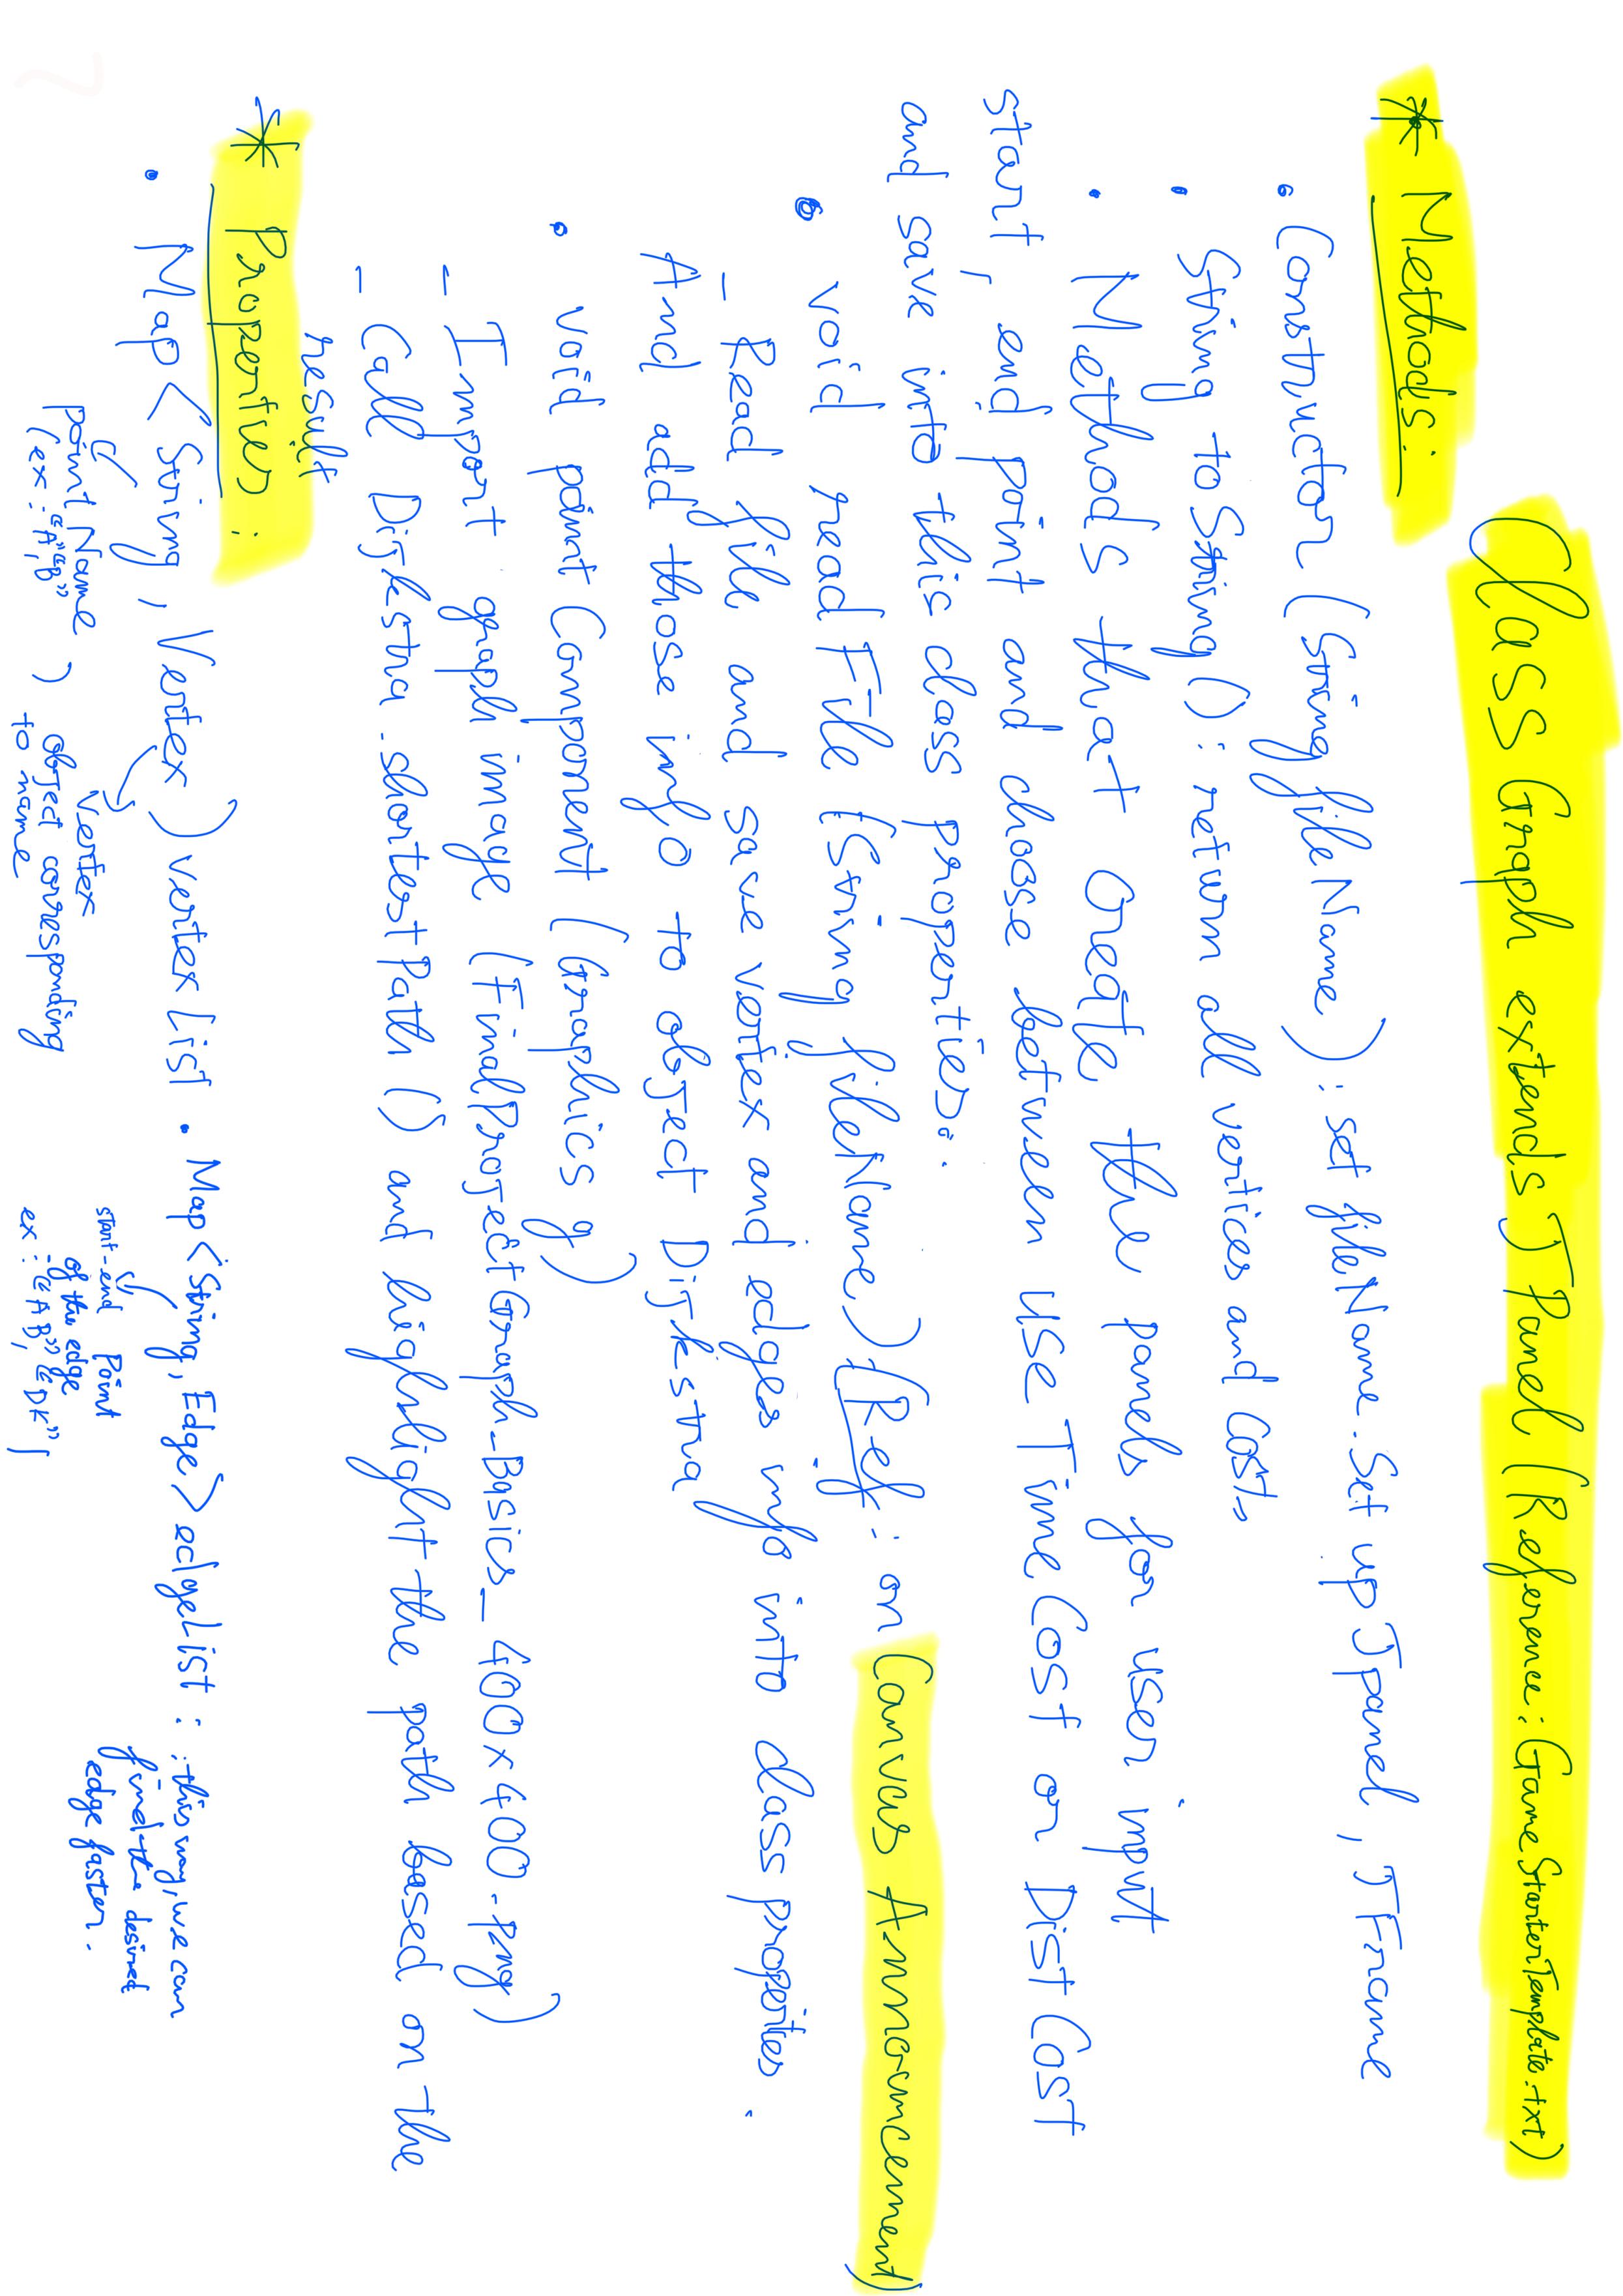 Class Graph extends JPanel (Reference: GameStarterTemplate.txt)
* Methods:
• Constructor (String fileName) : set fileName. Set up Jpanel, JFrame
• String toString() : return all vertices and Cost
• Methods that create the panels for user input
start, end point and choose between use Time Cost or Dist Cost
and save into this class properties.
• void readFile (String fileName) (Ref: on Canvas Announcement)
- Read file and save vertex and edges info into class properties.
And add those info to object Dijkstra
• void paintComponent (Graphics g)
- Import graph image (FinalProjectGraph_Basics_400x400.png)
- Call Dijkstra.shortestPath() and highlight the path based on the
result
* Properties:
• Map<String, Vertex> vertexList • Map<String, Edge> edgeList : : this way, we can
find the desired
edge faster.
point Name
(ex: "A", "B" )
Vertex
object corresponding
to name
start-end Point
of the edge
ex: "AB", "DK")